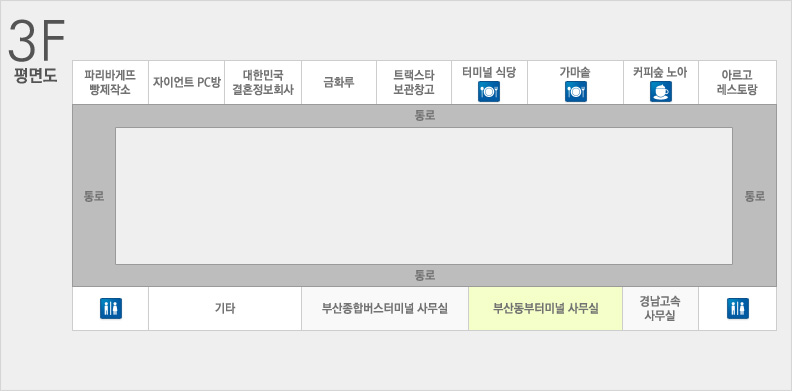 3F
평면도
파리바게뜨
빵제작소
자이언트 PC방
대한민국
결혼정보회사
금화루
트랙스타
보관창고
터미널 식당
가마솥
커피숲 노아
아르고
레스토랑
통로
통로
통로
통로
기타
부산종합버스터미널 사무실
부산동부터미널 사무실
경남고속
사무실